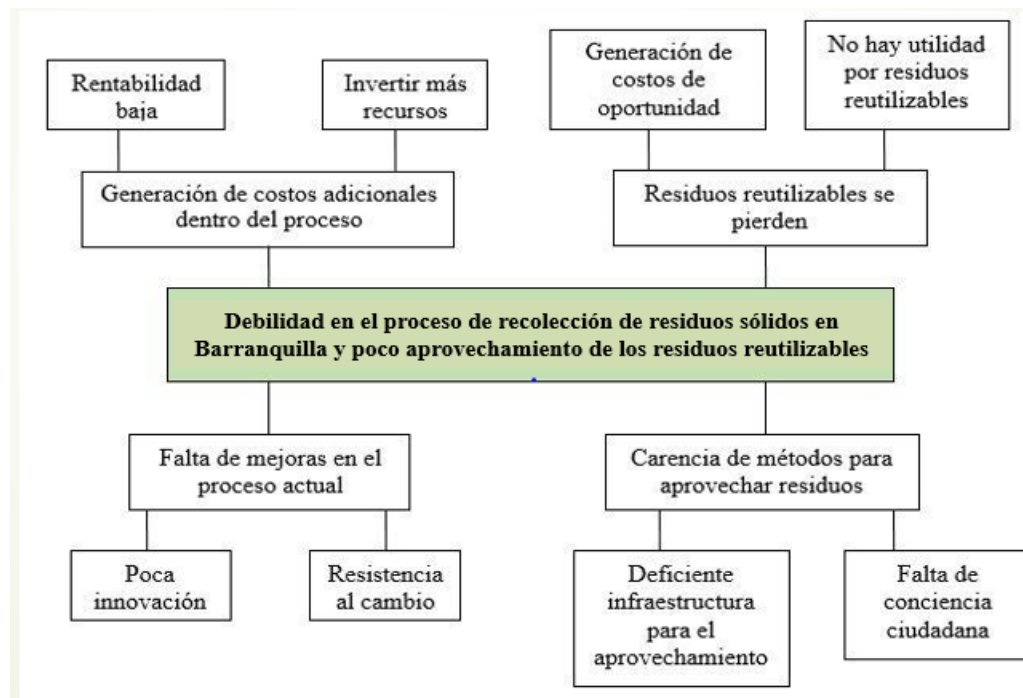 Rentabilidad
baja
Invertir más
recursos
Generación de
costos de
oportunidad
No hay utilidad
por residuos
reutilizables
Generación de costos adicionales
dentro del proceso
Residuos reutilizables se
pierden
Debilidad en el proceso de recolección de residuos sólidos en
Barranquilla y poco aprovechamiento de los residuos reutilizables
Falta de mejoras en el
proceso actual
Carencia de métodos para
aprovechar residuos
Poca
innovación
Resistencia
al cambio
Deficiente
infraestructura
para el
aprovechamiento
Falta de
conciencia
ciudadana